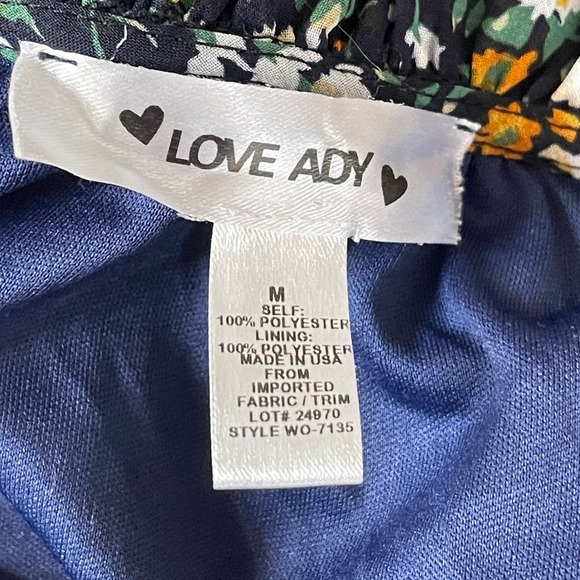 LOVE ADY
M
SELF:
100% POLYESTER
LINING:
100% POLYESTER
MADE IN USA
FROM
IMPORTED
FABRIC / TRIM
LOT# 24970
STYLE WO-7135